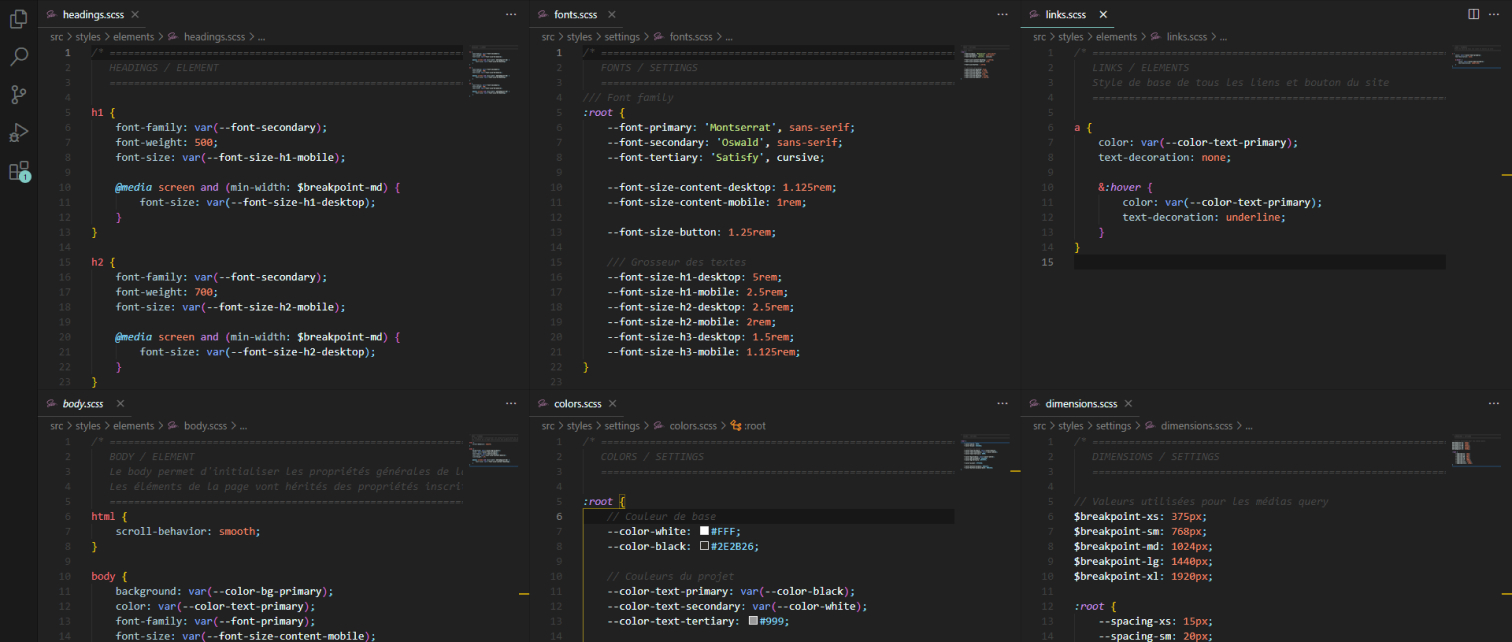 headings.scss
src > styles > elements > headings.scss > ...
1 /* ============================================================
2 HEADINGS / ELEMENT
3 ============================================================
4
5 h1 {
6 font-family: var(--font-secondary);
7 font-weight: 500;
8 font-size: var(--font-size-h1-mobile);
9
10 @media screen and (min-width: $breakpoint-md) {
11 font-size: var(--font-size-h1-desktop);
12 }
13 }
14
15 h2 {
16 font-family: var(--font-secondary);
17 font-weight: 700;
18 font-size: var(--font-size-h2-mobile);
19
20 @media screen and (min-width: $breakpoint-md) {
21 font-size: var(--font-size-h2-desktop);
22 }
23 }
fonts.scss
src > styles > settings > fonts.scss > ...
1 /* ============================================================
2 FONTS / SETTINGS
3 ============================================================
4 /// Font family
5 :root {
6 --font-primary: 'Montserrat', sans-serif;
7 --font-secondary: 'Oswald', sans-serif;
8 --font-tertiary: 'Satisfy', cursive;
9
10 --font-size-content-desktop: 1.125rem;
11 --font-size-content-mobile: 1rem;
12
13 --font-size-button: 1.25rem;
14
15 /// Grosseur des textes
16 --font-size-h1-desktop: 5rem;
17 --font-size-h1-mobile: 2.5rem;
18 --font-size-h2-desktop: 2.5rem;
19 --font-size-h2-mobile: 2rem;
20 --font-size-h3-desktop: 1.5rem;
21 --font-size-h3-mobile: 1.125rem;
22 }
23
links.scss
src > styles > elements > links.scss > ...
1 /* ============================================================
2 LINKS / ELEMENTS
3 Style de base de tous les liens et bouton du site
4 ============================================================
5
6 a {
7 color: var(--color-text-primary);
8 text-decoration: none;
9
10 &:hover {
11 color: var(--color-text-primary);
12 text-decoration: underline;
13 }
14 }
15
1
body.scss
src > styles > elements > body.scss > ...
1 /* ============================================================
2 BODY / ELEMENT
3 Le body permet d'initialiser les propriétés générales de
4 Les éléments de la page vont hérités des propriétés
5 ============================================================
6 html {
7 scroll-behavior: smooth;
8 }
9
10 body {
11 background: var(--color-bg-primary);
12 color: var(--color-text-primary);
13 font-family: var(--font-primary);
14 font-size: var(--font-size-content-mobile);
colors.scss
src > styles > settings > colors.scss > :root
1 /* ============================================================
2 COLORS / SETTINGS
3 ============================================================
4
5 :root {
6 // Couleur de base
7 --color-white: #FFF;
8 --color-black: #2E2B26;
9
10 // Couleurs du projet
11 --color-text-primary: var(--color-black);
12 --color-text-secondary: var(--color-white);
13 --color-text-tertiary: #999;
14
dimensions.scss
src > styles > settings > dimensions.scss > ...
1 /* ============================================================
2 DIMENSIONS / SETTINGS
3 ============================================================
4
5 // Valeurs utilisées pour les médias query
6 $breakpoint-xs: 375px;
7 $breakpoint-sm: 768px;
8 $breakpoint-md: 1024px;
9 $breakpoint-lg: 1440px;
10 $breakpoint-xl: 1920px;
11
12 :root {
13 --spacing-xs: 15px;
14 --spacing-sm: 20px;